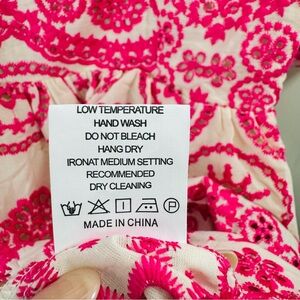 LOW TEMPERATURE
HAND WASH
DO NOT BLEACH
HANG DRY
IRONAT MEDIUM SETTING
RECOMMENDED
DRY CLEANING
P
MADE IN CHINA